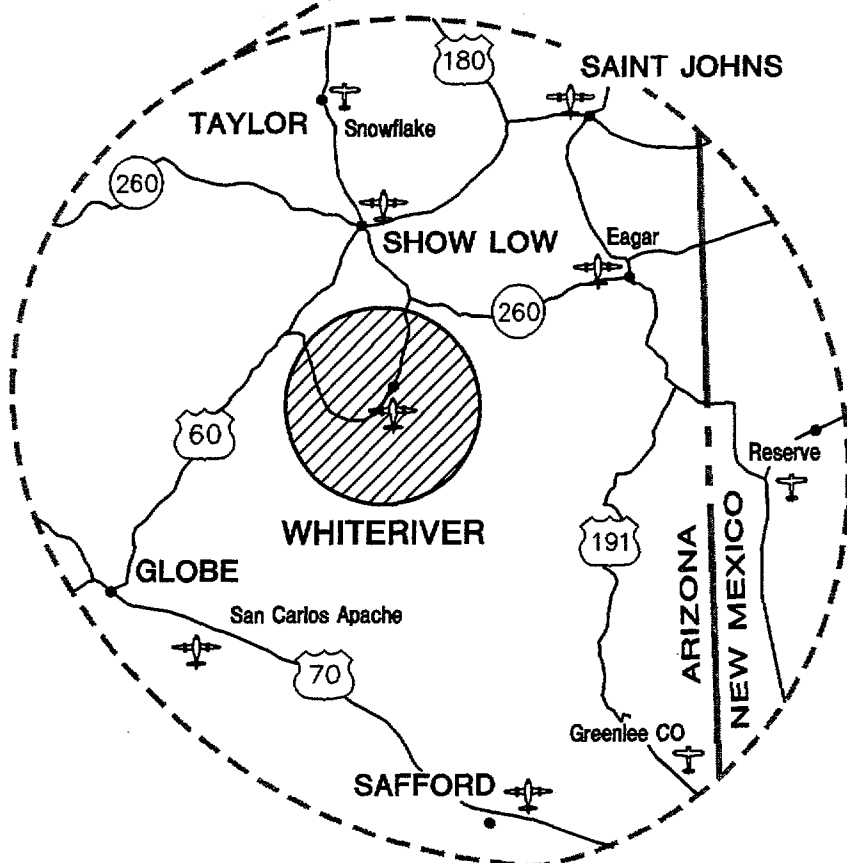 180
SAINT JOHNS
TAYLOR
Snowflake
260
SHOW LOW
Eagar
260
60
Reserve
WHITERIVER
191
GLOBE
ARIZONA
NEW MEXICO
San Carlos Apache
70
Greenlee CO
SAFFORD